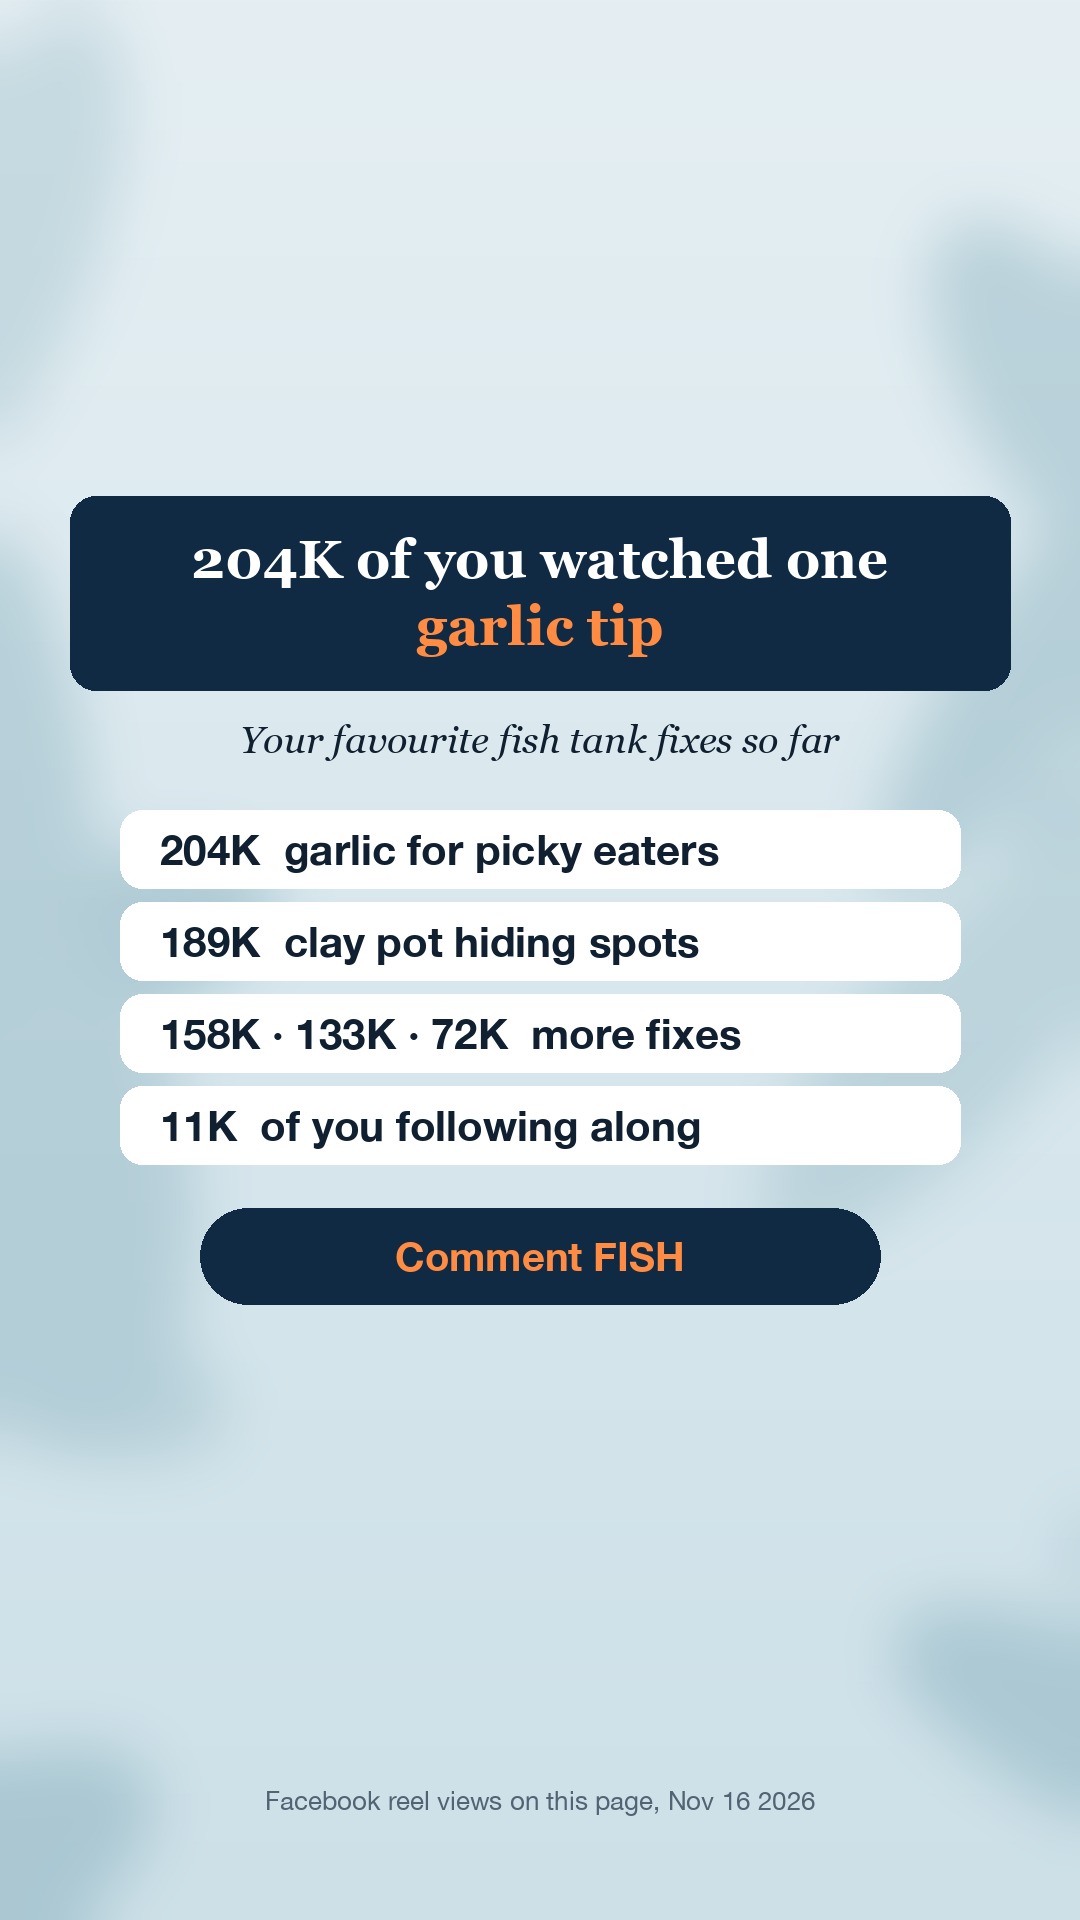 204K of you watched one
garlic tip
Your favourite fish tank fixes so far
204K garlic for picky eaters
189K clay pot hiding spots
158K · 133K · 72K more fixes
11K of you following along
Comment FISH
Facebook reel views on this page, Nov 16 2026